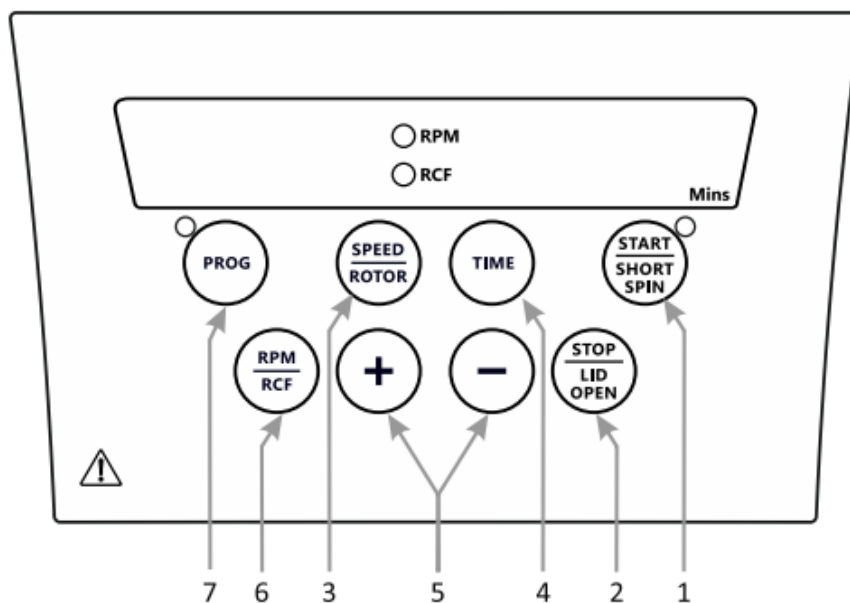 RPM
RCF
Mins
PROG
SPEED
ROTOR
TIME
START
SHORT
SPIN
RPM
RCF
+
−
STOP
LID
OPEN
7 6 3 5 4 2 1